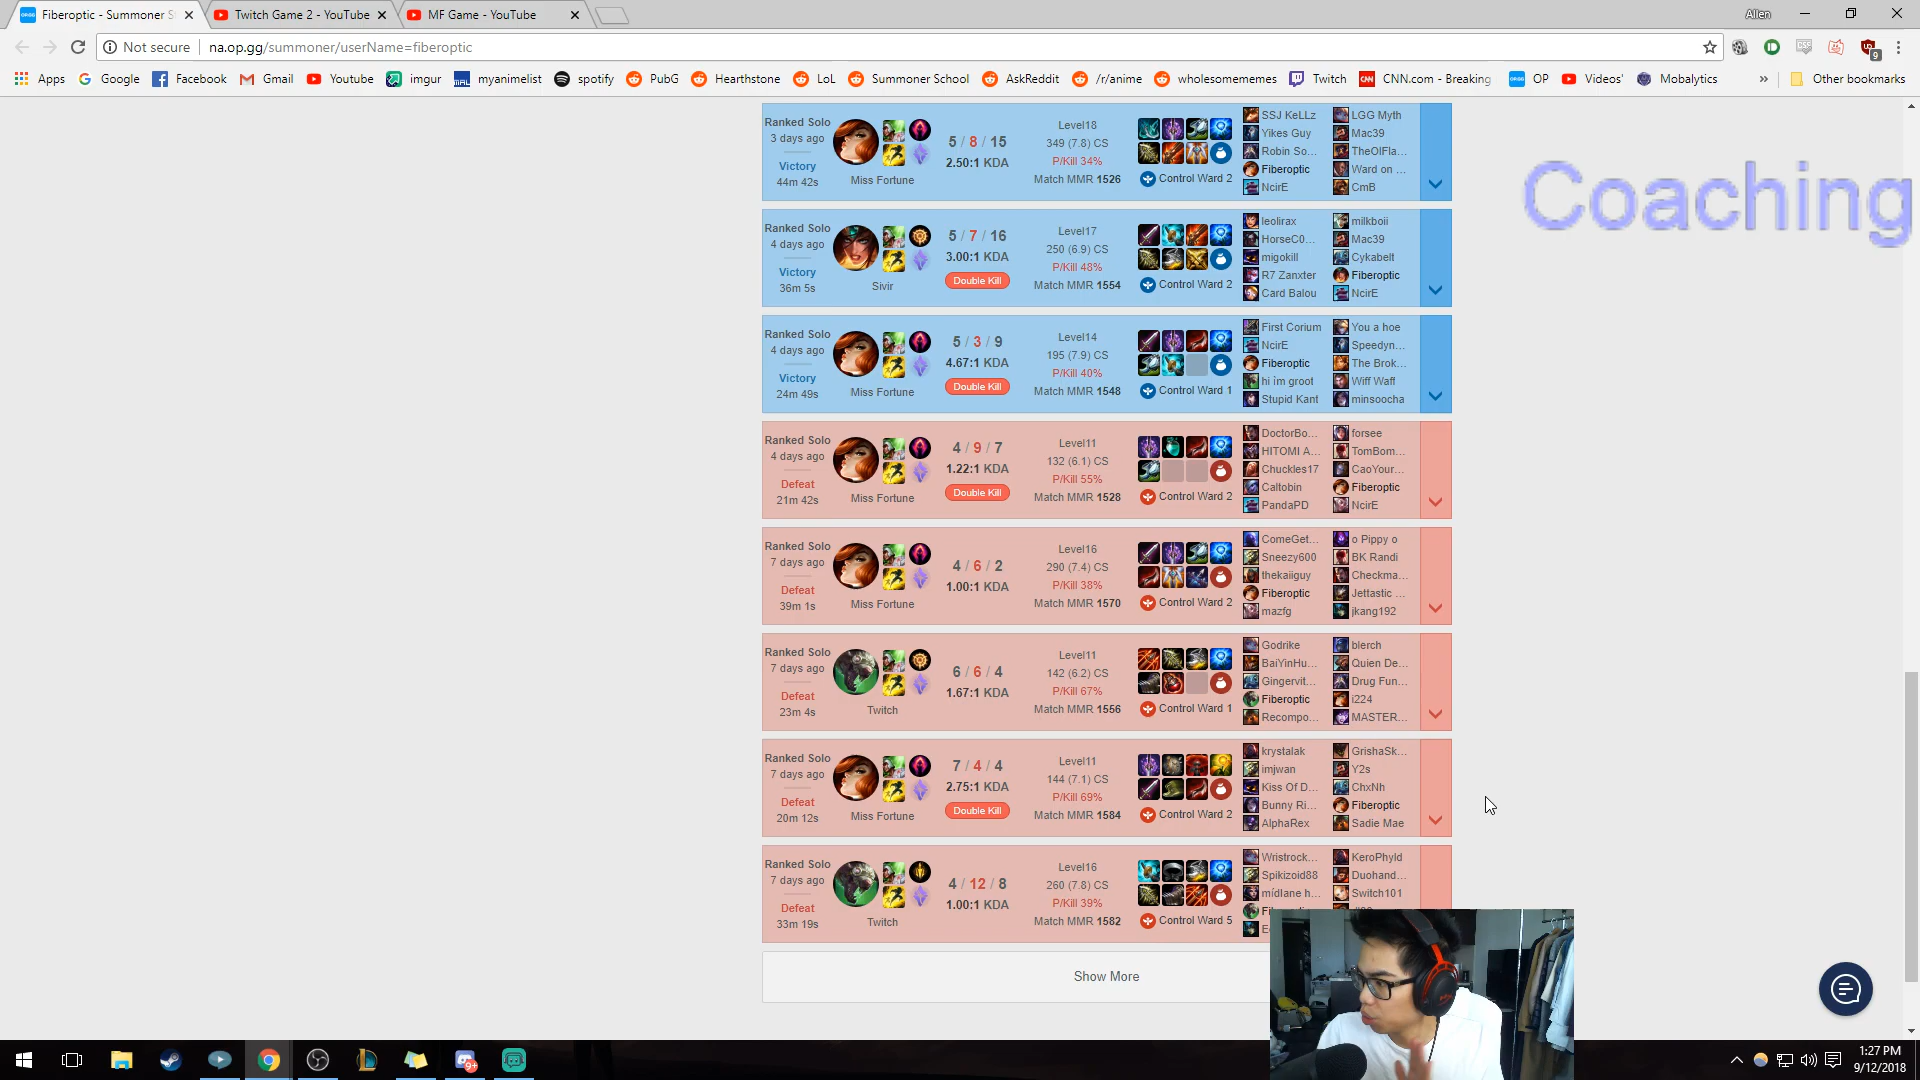 Fiberoptic - Summoner S
Twitch Game 2 - YouTube
MF Game - YouTube
Allen
Not secure
na.op.gg/summoner/userName=fiberoptic
9
Apps
Google
Facebook
Gmail
Youtube
imgur
myanimelist
spotify
PubG
Hearthstone
LoL
Summoner School
AskReddit
/r/anime
wholesomememes
Twitch
CNN.com - Breaking
OP
Videos'
Mobalytics
»
Other bookmarks
Coaching
Ranked Solo
3 days ago
Victory
44m 42s
Miss Fortune
5 / 8 / 15
2.50:1 KDA
Level18
349 (7.8) CS
P/Kill 34%
Match MMR 1526
Control Ward 2
SSJ KeLLz
Yikes Guy
Robin So...
Fiberoptic
NcirE
LGG Myth
Mac39
TheOlFla...
Ward on ...
CmB
Ranked Solo
4 days ago
Victory
36m 5s
Sivir
5 / 7 / 16
3.00:1 KDA
Double Kill
Level17
250 (6.9) CS
P/Kill 48%
Match MMR 1554
Control Ward 2
leolirax
HorseC0...
migokill
R7 Zanxter
Card Balou
milkboii
Mac39
Cykabelt
Fiberoptic
NcirE
Ranked Solo
4 days ago
Victory
24m 49s
Miss Fortune
5 / 3 / 9
4.67:1 KDA
Double Kill
Level14
195 (7.9) CS
P/Kill 40%
Match MMR 1548
Control Ward 1
First Corium
NcirE
Fiberoptic
hi im groot
Stupid Kant
You a hoe
Speedyn...
The Brok...
Wiff Waff
minsoocha
Ranked Solo
4 days ago
Defeat
21m 42s
Miss Fortune
4 / 9 / 7
1.22:1 KDA
Double Kill
Level11
132 (6.1) CS
P/Kill 55%
Match MMR 1528
Control Ward 2
DoctorBo...
HITOMI A...
Chuckles17
Caltobin
PandaPD
forsee
TomBom...
CaoYour...
Fiberoptic
NcirE
Ranked Solo
7 days ago
Defeat
39m 1s
Miss Fortune
4 / 6 / 2
1.00:1 KDA
Level16
290 (7.4) CS
P/Kill 38%
Match MMR 1570
Control Ward 2
ComeGet...
Sneezy600
thekaiiguy
Fiberoptic
mazfg
o Pippy o
BK Randi
Checkma...
Jettastic ...
jkang192
Ranked Solo
7 days ago
Defeat
23m 4s
Twitch
6 / 6 / 4
1.67:1 KDA
Level11
142 (6.2) CS
P/Kill 67%
Match MMR 1556
Control Ward 1
Godrike
BaiYinHu...
Gingervit...
Fiberoptic
Recompo...
blerch
Quien De...
Drug Fun...
i224
MASTER...
Ranked Solo
7 days ago
Defeat
20m 12s
Miss Fortune
7 / 4 / 4
2.75:1 KDA
Double Kill
Level11
144 (7.1) CS
P/Kill 69%
Match MMR 1584
Control Ward 2
krystalak
imjwan
Kiss Of D...
Bunny Ri...
AlphaRex
GrishaSk...
Y2s
ChxNh
Fiberoptic
Sadie Mae
Ranked Solo
7 days ago
Defeat
33m 19s
Twitch
4 / 12 / 8
1.00:1 KDA
Level16
260 (7.8) CS
P/Kill 39%
Match MMR 1582
Control Ward 5
Wristrock...
Spikizoid88
midlane h...
KeroPhyld
Duohand...
Switch101
Show More
1:27 PM
9/12/2018